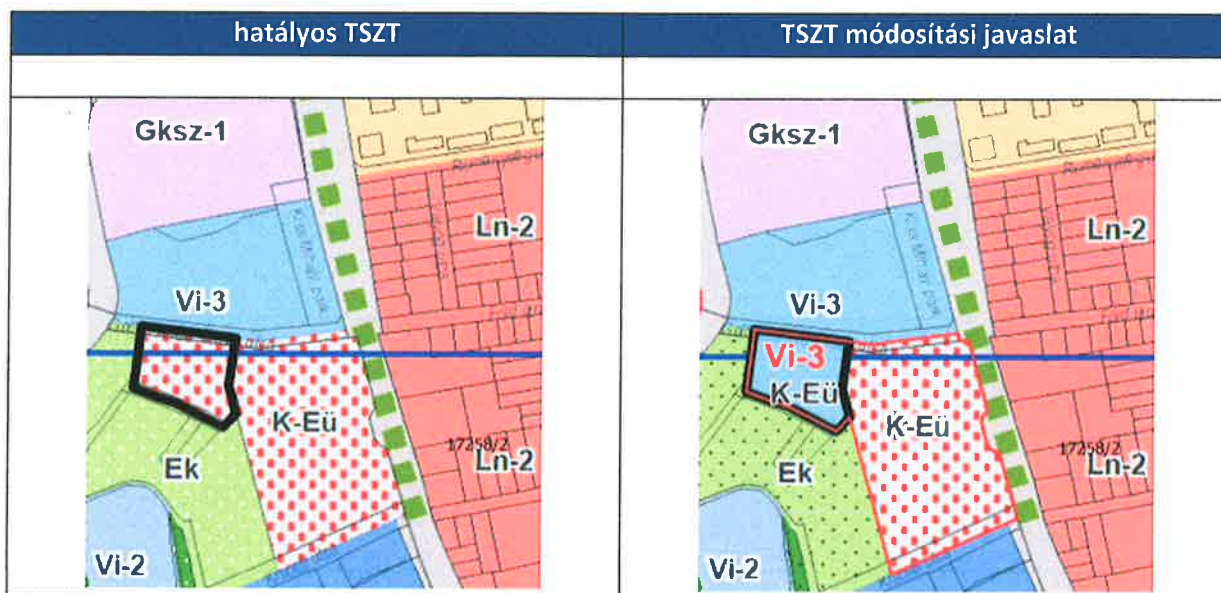 hatályos TSZT
TSZT módosítási javaslat
Gksz-1
Ln-2
Vi-3
K-Eü
17258/2
Ln-2
Ek
Vi-2
Gksz-1
Ln-2
Vi-3
Vi-3
K-Eü
K-Eü
17258/2
Ln-2
Ek
Vi-2